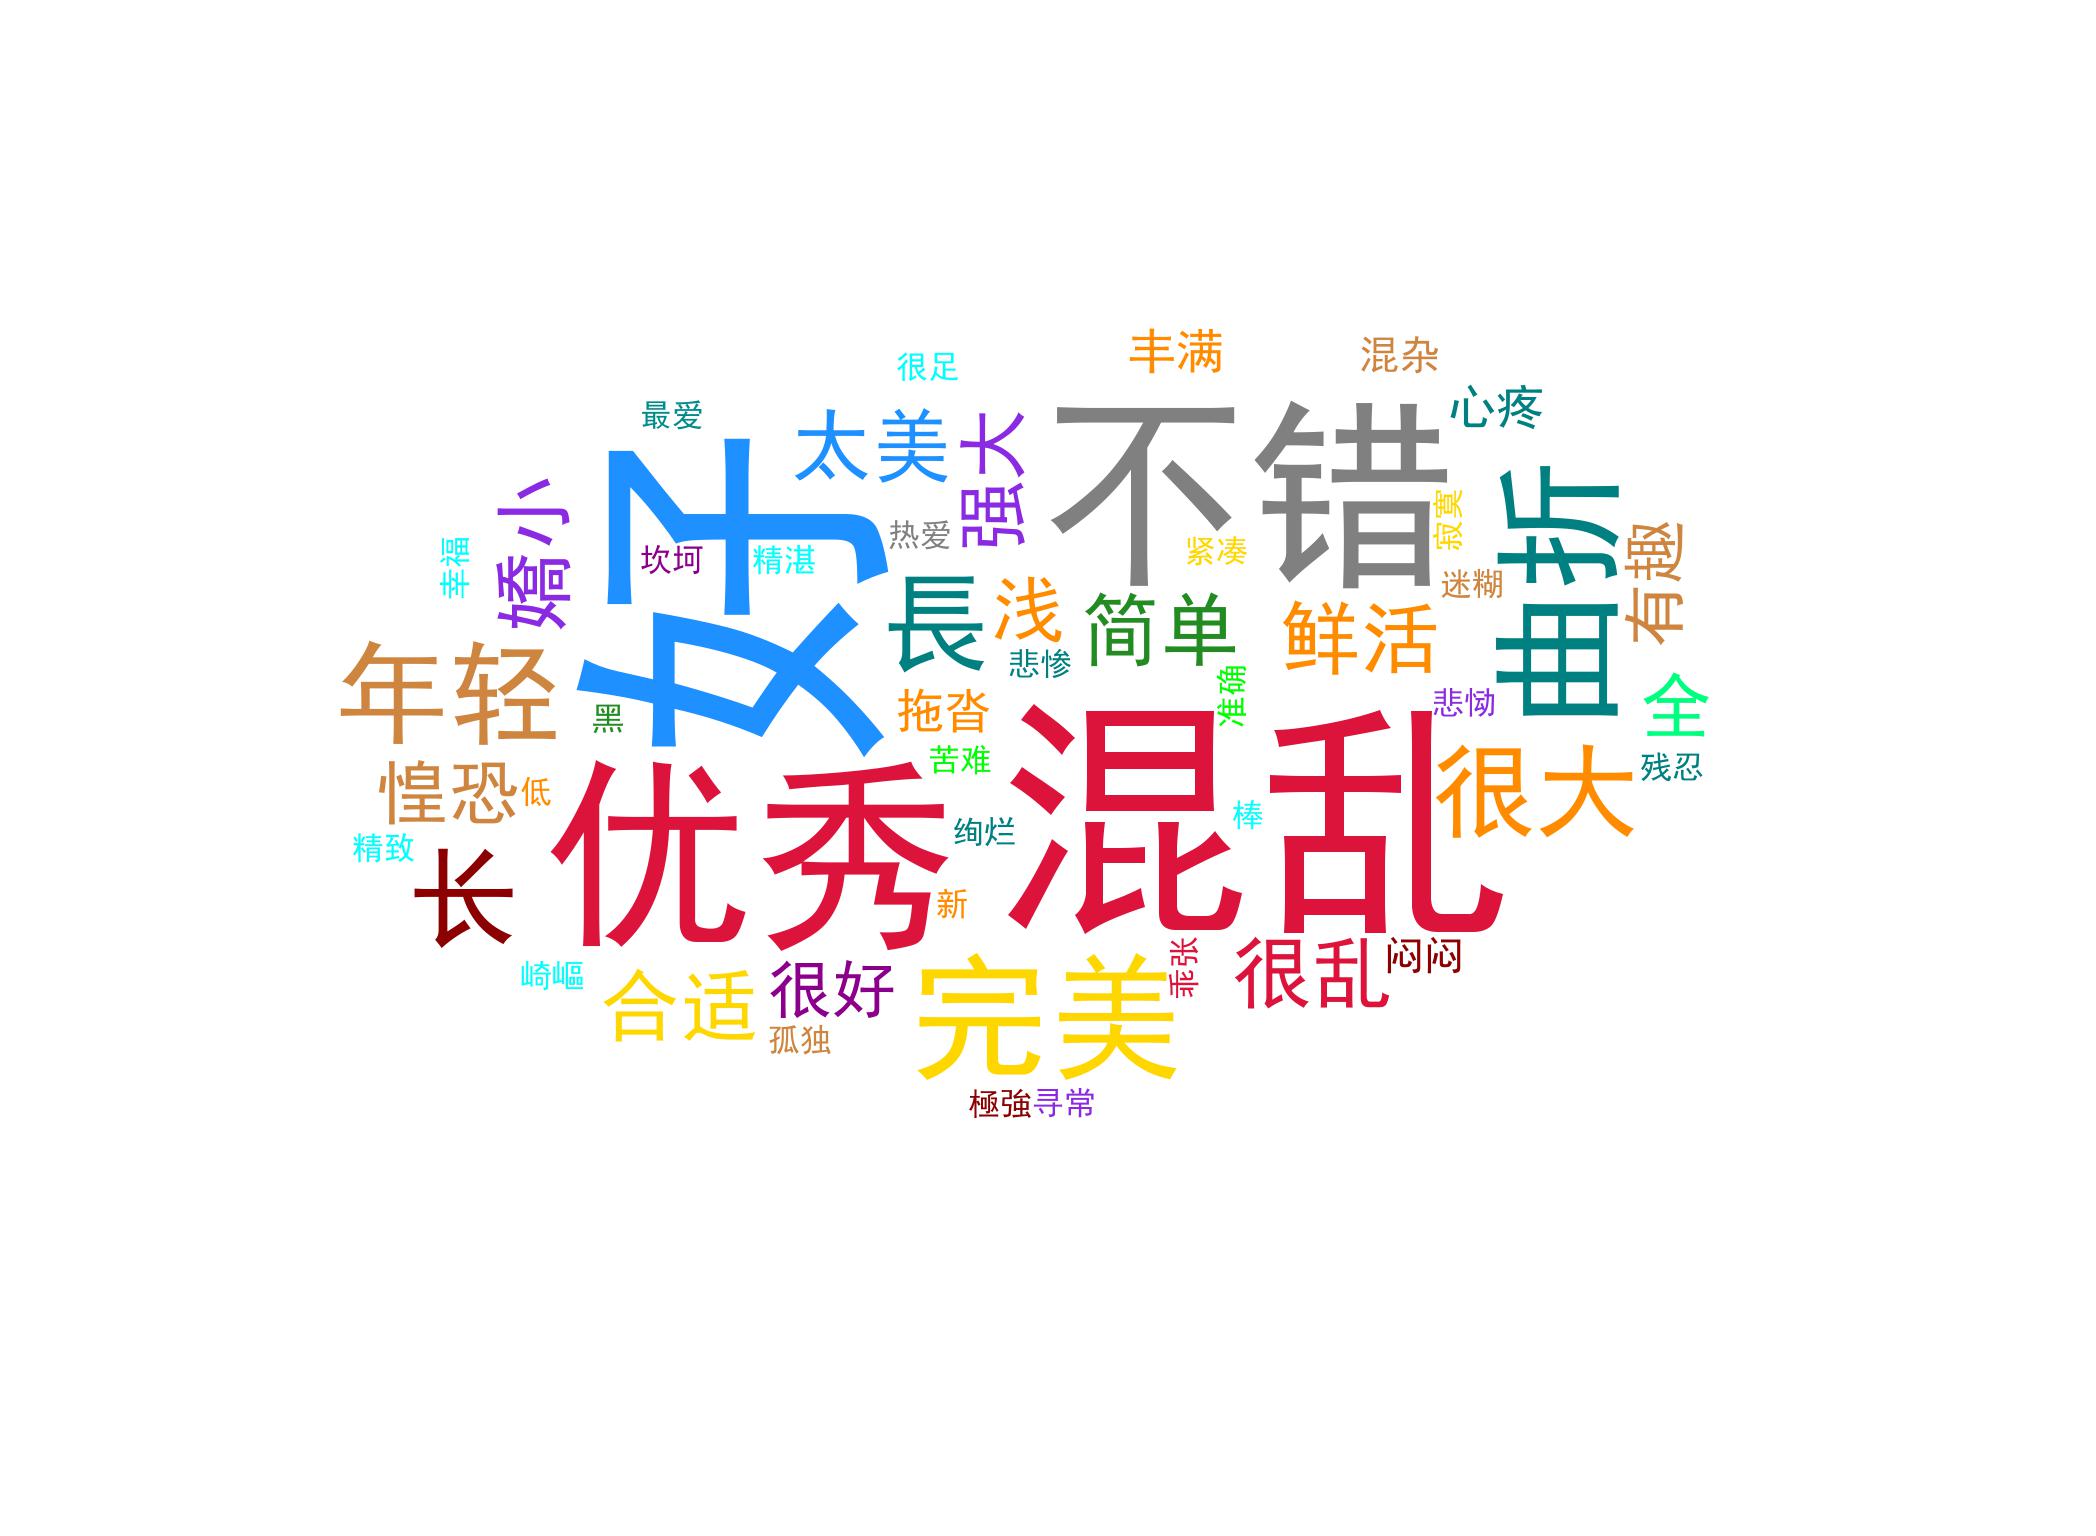 丰满
混杂
很足
心疼
最爱
太美
强大
不错
好
嬌小
曲折
热爱
坎坷
精湛
紧凑
寂寞
有趣
幸福
迷糊
長
浅
简单
鲜活
悲惨
年轻
准确
悲恸
全
拖沓
黑
苦难
混乱
很大
残忍
惶恐
低
优秀
棒
绚烂
精致
长
新
很乱
闷闷
乖张
崎嶇
合适
很好
完美
孤独
極強
寻常